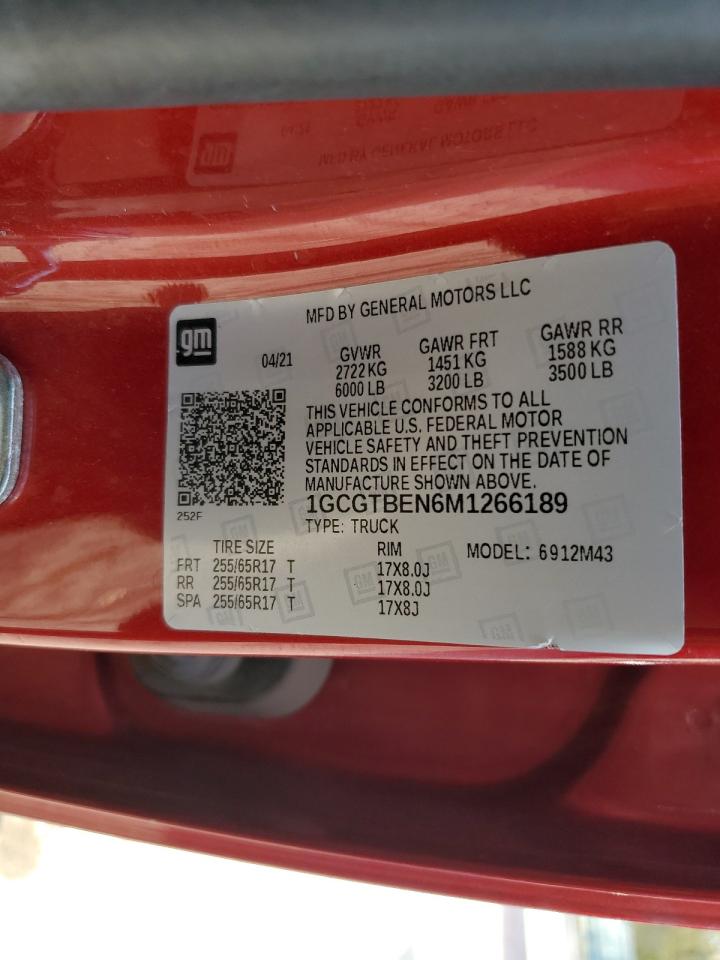 MFD BY GENERAL MOTORS LLC
gm
04/21
GVWR GAWR FRT GAWR RR
2722 KG 1451 KG 1588 KG
6000 LB 3200 LB 3500 LB
THIS VEHICLE CONFORMS TO ALL
APPLICABLE U.S. FEDERAL MOTOR
VEHICLE SAFETY AND THEFT PREVENTION
STANDARDS IN EFFECT ON THE DATE OF
MANUFACTURE SHOWN ABOVE.
1GCGTBEN6M1266189
252F
TYPE: TRUCK
TIRE SIZE RIM MODEL: 6912M43
FRT 255/65R17 T 17X8.0J
RR 255/65R17 T 17X8.0J
SPA 255/65R17 T 17X8J